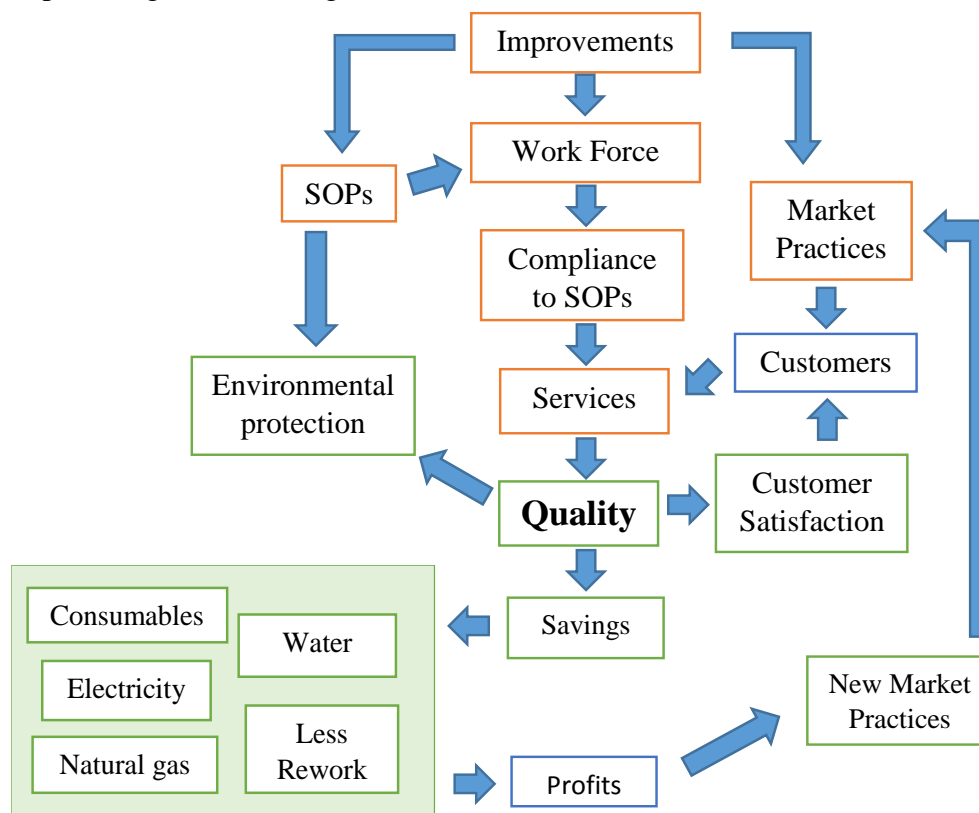 Improvements
Work Force
SOPs
Market
Practices
Compliance
to SOPs
Customers
Environmental
protection
Services
Quality
Customer
Satisfaction
Consumables
Water
Savings
Electricity
New Market
Practices
Natural gas
Less
Rework
Profits